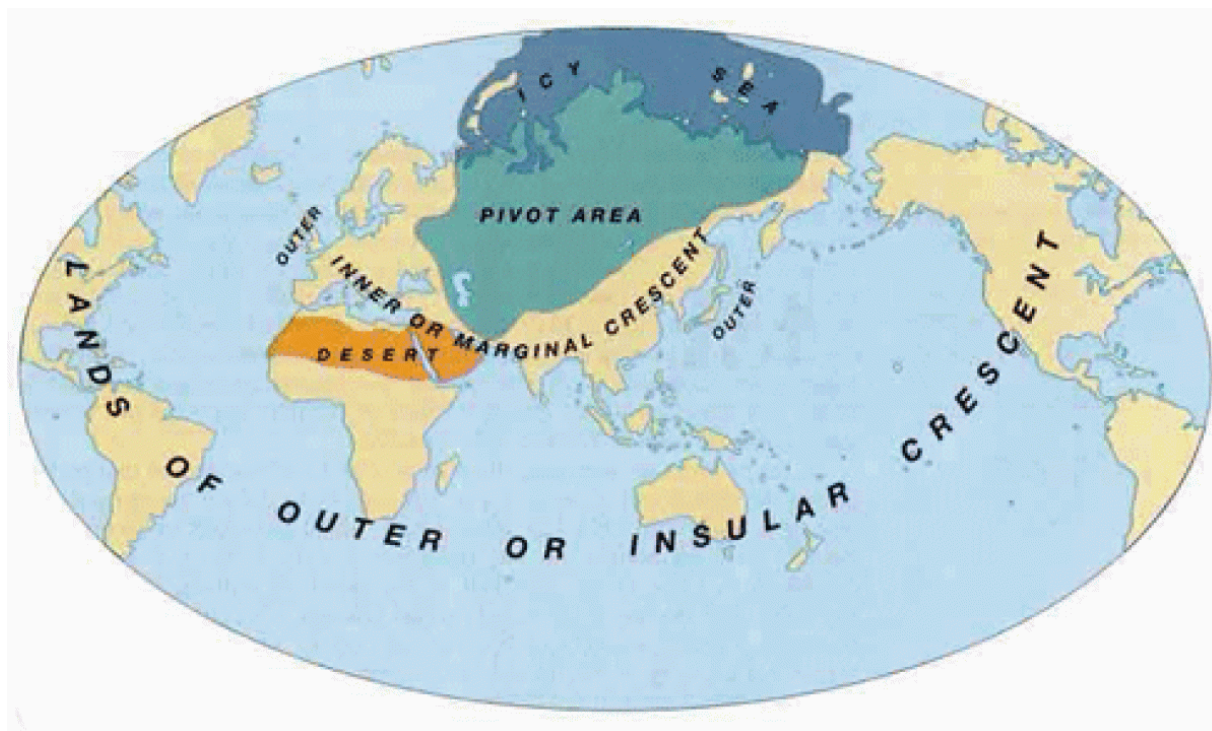 ICY SEA
PIVOT AREA
OUTER
INNER OR MARGINAL CRESCENT
OUTER
DESERT
LANDS OF OUTER OR INSULAR CRESCENT